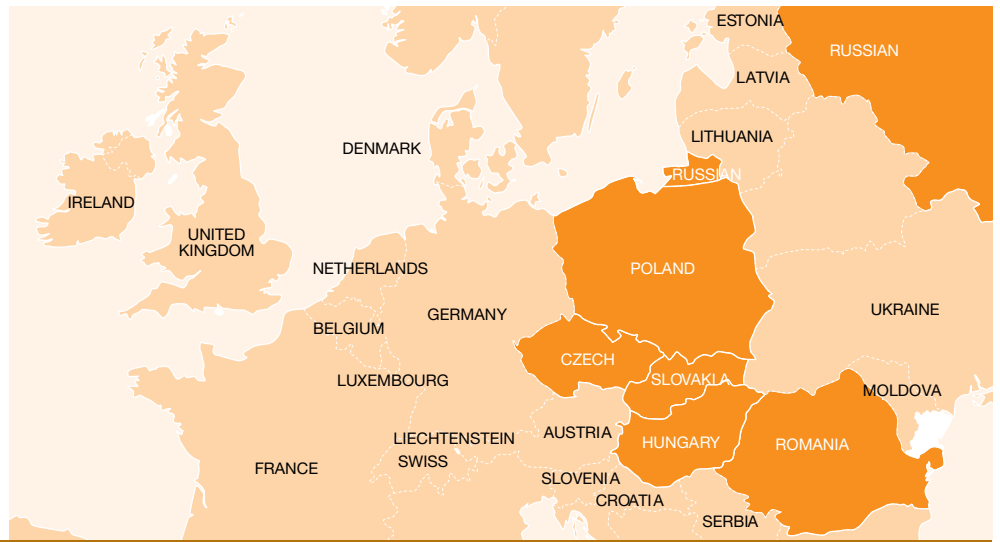 ESTONIA
RUSSIAN
LATVIA
LITHUANIA
DENMARK
RUSSIAN
IRELAND
UNITED
KINGDOM
NETHERLANDS
POLAND
UKRAINE
GERMANY
BELGIUM
CZECH
LUXEMBOURG
SLOVAKLA
MOLDOVA
AUSTRIA
LIECHTENSTEIN
HUNGARY
ROMANIA
SWISS
FRANCE
SLOVENIA
CROATIA
SERBIA